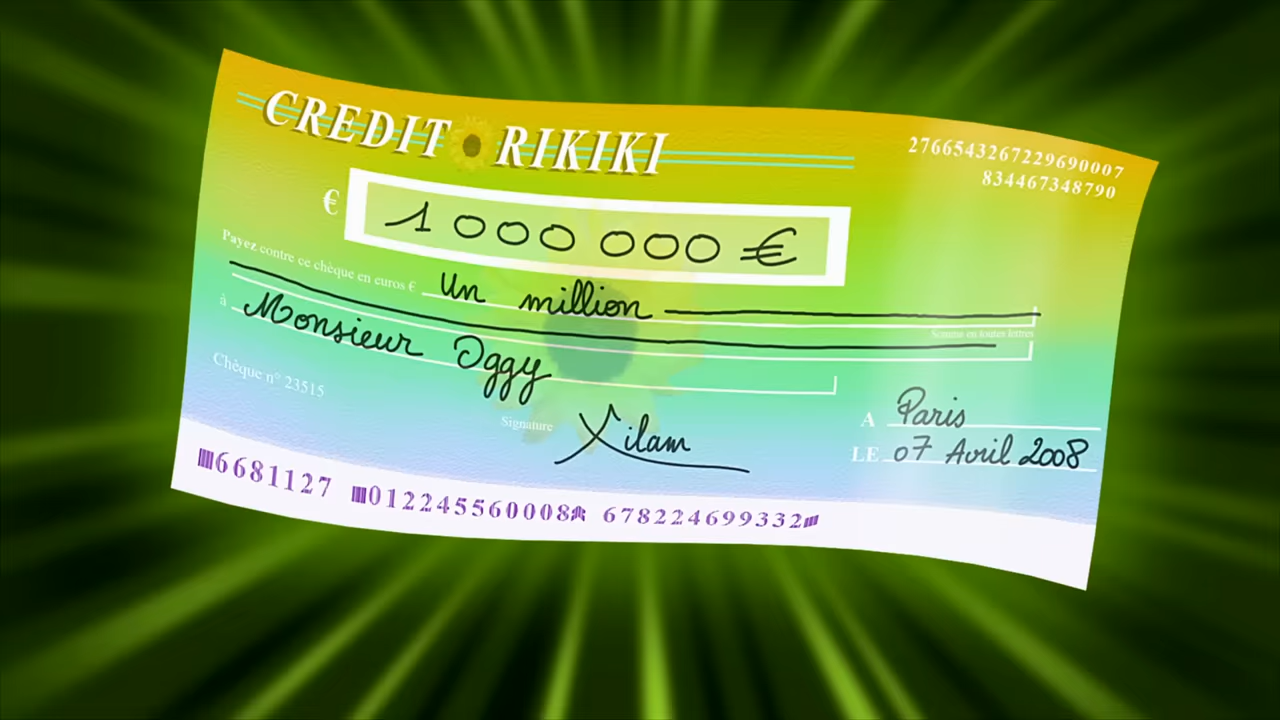 CREDIT RIKIKI
2766543267229690007
834467348790
€ 1 000 000 €
Payez contre ce chèque en euros € Un million
Somme en toutes lettres
à Monsieur Oggy
Chèque n° 23515
Signature Xilam
A Paris
LE 07 Avril 2008
6681127 012245560008 678224699332